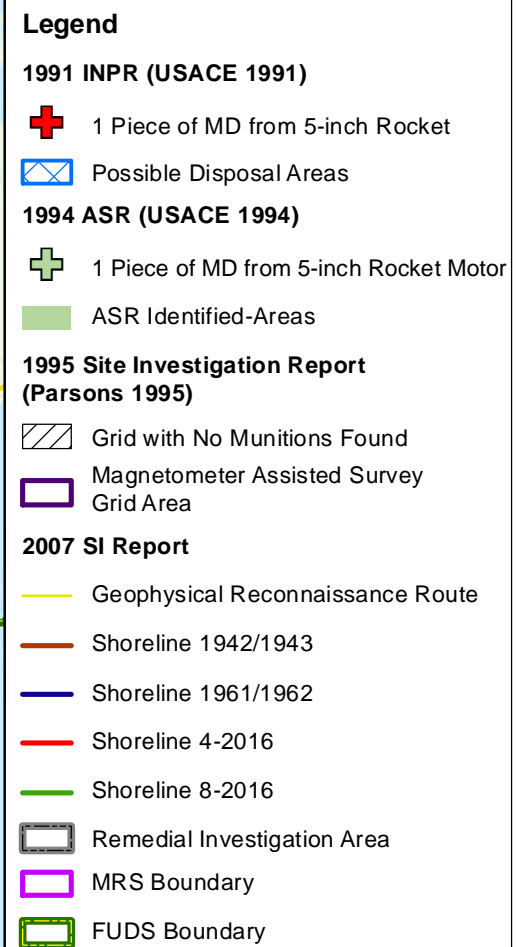 Legend
1991 INPR (USACE 1991)
1 Piece of MD from 5-inch Rocket
Possible Disposal Areas
1994 ASR (USACE 1994)
1 Piece of MD from 5-inch Rocket Motor
ASR Identified-Areas
1995 Site Investigation Report
(Parsons 1995)
Grid with No Munitions Found
Magnetometer Assisted Survey
Grid Area
2007 SI Report
Geophysical Reconnaissance Route
Shoreline 1942/1943
Shoreline 1961/1962
Shoreline 4-2016
Shoreline 8-2016
Remedial Investigation Area
MRS Boundary
FUDS Boundary